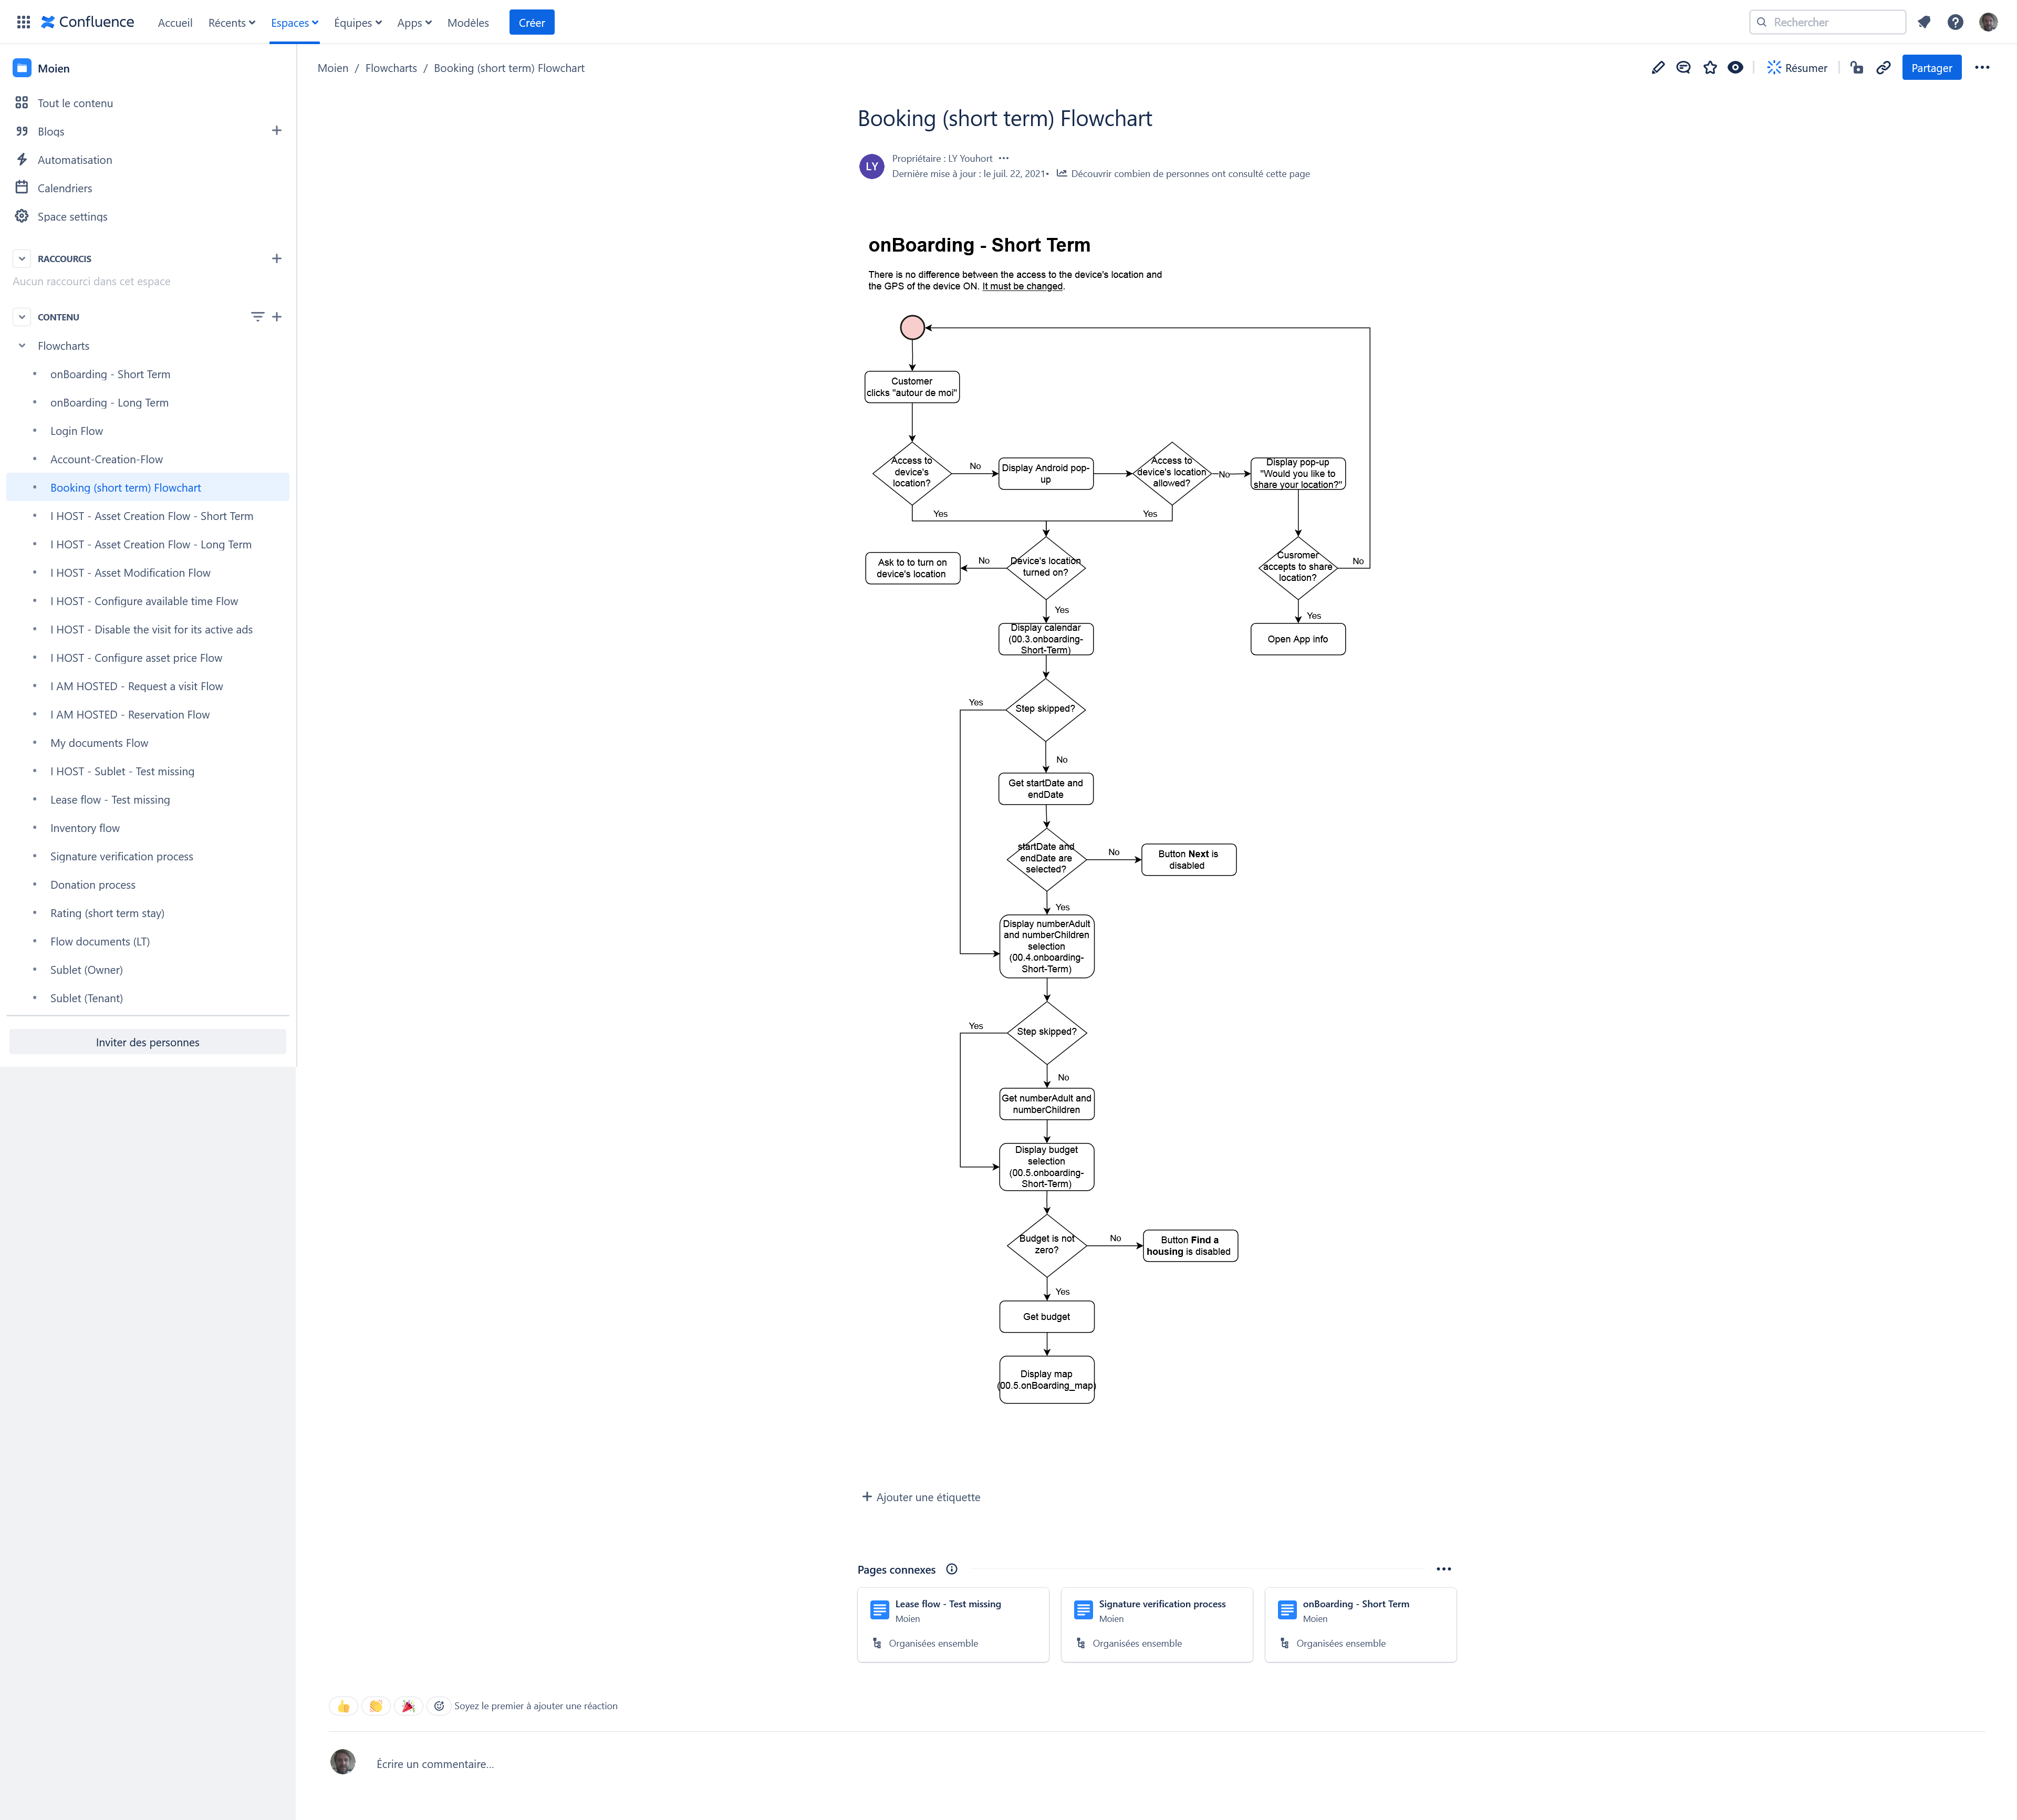 Confluence
Accueil
Récents
Espaces
Équipes
Apps
Modèles
Créer
Rechercher
Moien
Tout le contenu
Blogs
Automatisation
Calendriers
Space settings
RACCOURCIS
Aucun raccourci dans cet espace
CONTENU
Flowcharts
onBoarding - Short Term
onBoarding - Long Term
Login Flow
Account-Creation-Flow
Booking (short term) Flowchart
I HOST - Asset Creation Flow - Short Term
I HOST - Asset Creation Flow - Long Term
I HOST - Asset Modification Flow
I HOST - Configure available time Flow
I HOST - Disable the visit for its active ads
I HOST - Configure asset price Flow
I AM HOSTED - Request a visit Flow
I AM HOSTED - Reservation Flow
My documents Flow
I HOST - Sublet - Test missing
Lease flow - Test missing
Inventory flow
Signature verification process
Donation process
Rating (short term stay)
Flow documents (LT)
Sublet (Owner)
Sublet (Tenant)
Inviter des personnes
Moien / Flowcharts / Booking (short term) Flowchart
Résumer
Partager
Booking (short term) Flowchart
LY
Propriétaire : LY Youhort
Dernière mise à jour : le juil. 22, 2021•
Découvrir combien de personnes ont consulté cette page
onBoarding - Short Term
There is no difference between the access to the device's location and
the GPS of the device ON. It must be changed.
Customer
clicks "autour de moi"
Access to
device's
location?
No
Display Android pop-
up
Access to
device's location
allowed?
No
Display pop-up
"Would you like to
share your location?"
Yes
Yes
Ask to to turn on
device's location
No
Device's location
turned on?
Cusromer
accepts to share
location?
No
Yes
Yes
Display calendar
(00.3.onboarding-
Short-Term)
Open App info
Yes
Step skipped?
No
Get startDate and
endDate
startDate and
endDate are
selected?
No
Button Next is
disabled
Yes
Display numberAdult
and numberChildren
selection
(00.4.onboarding-
Short-Term)
Yes
Step skipped?
No
Get numberAdult and
numberChildren
Display budget
selection
(00.5.onboarding-
Short-Term)
Budget is not
zero?
No
Button Find a
housing is disabled
Yes
Get budget
Display map
(00.5.onBoarding_map)
Ajouter une étiquette
Pages connexes
Lease flow - Test missing
Moien
Organisées ensemble
Signature verification process
Moien
Organisées ensemble
onBoarding - Short Term
Moien
Organisées ensemble
Soyez le premier à ajouter une réaction
Écrire un commentaire...